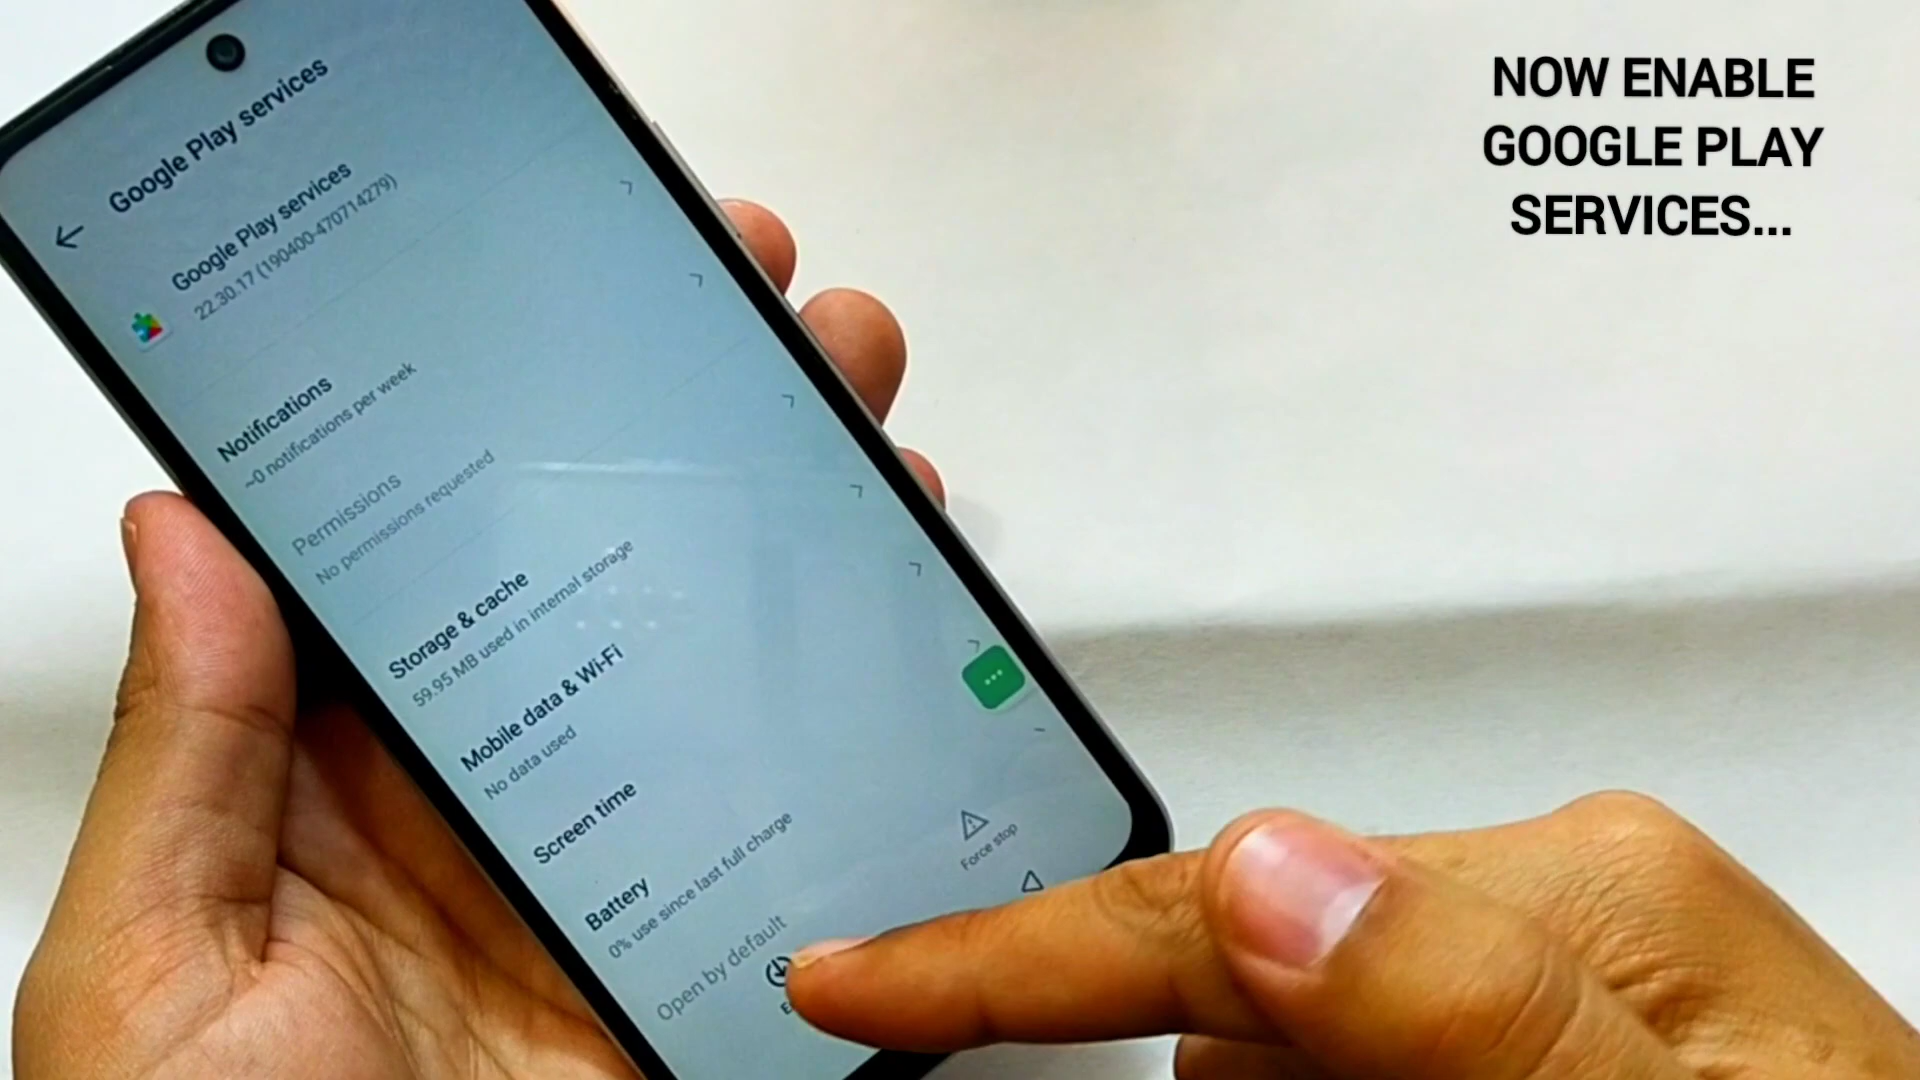 NOW ENABLE
GOOGLE PLAY
SERVICES...
Google Play services
Google Play services
22.30.17 (190400-470714279)
Notifications
~0 notifications per week
Permissions
No permissions requested
Storage & cache
59.95 MB used in internal storage
Mobile data & Wi-Fi
No data used
Screen time
Battery
0% use since last full charge
Open by default
Force stop